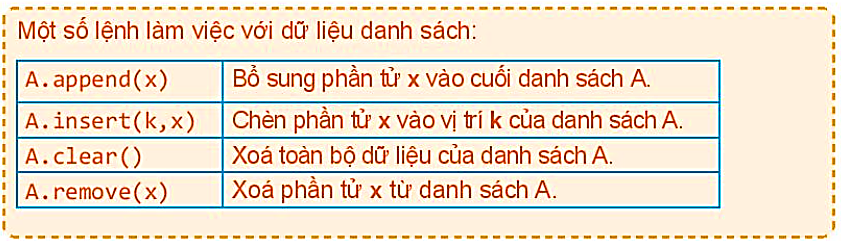 Một số lệnh làm việc với dữ liệu danh sách:
A.append(x) Bổ sung phần tử x vào cuối danh sách A.
A.insert(k,x) Chèn phần tử x vào vị trí k của danh sách A.
A.clear() Xoá toàn bộ dữ liệu của danh sách A.
A.remove(x) Xoá phần tử x từ danh sách A.